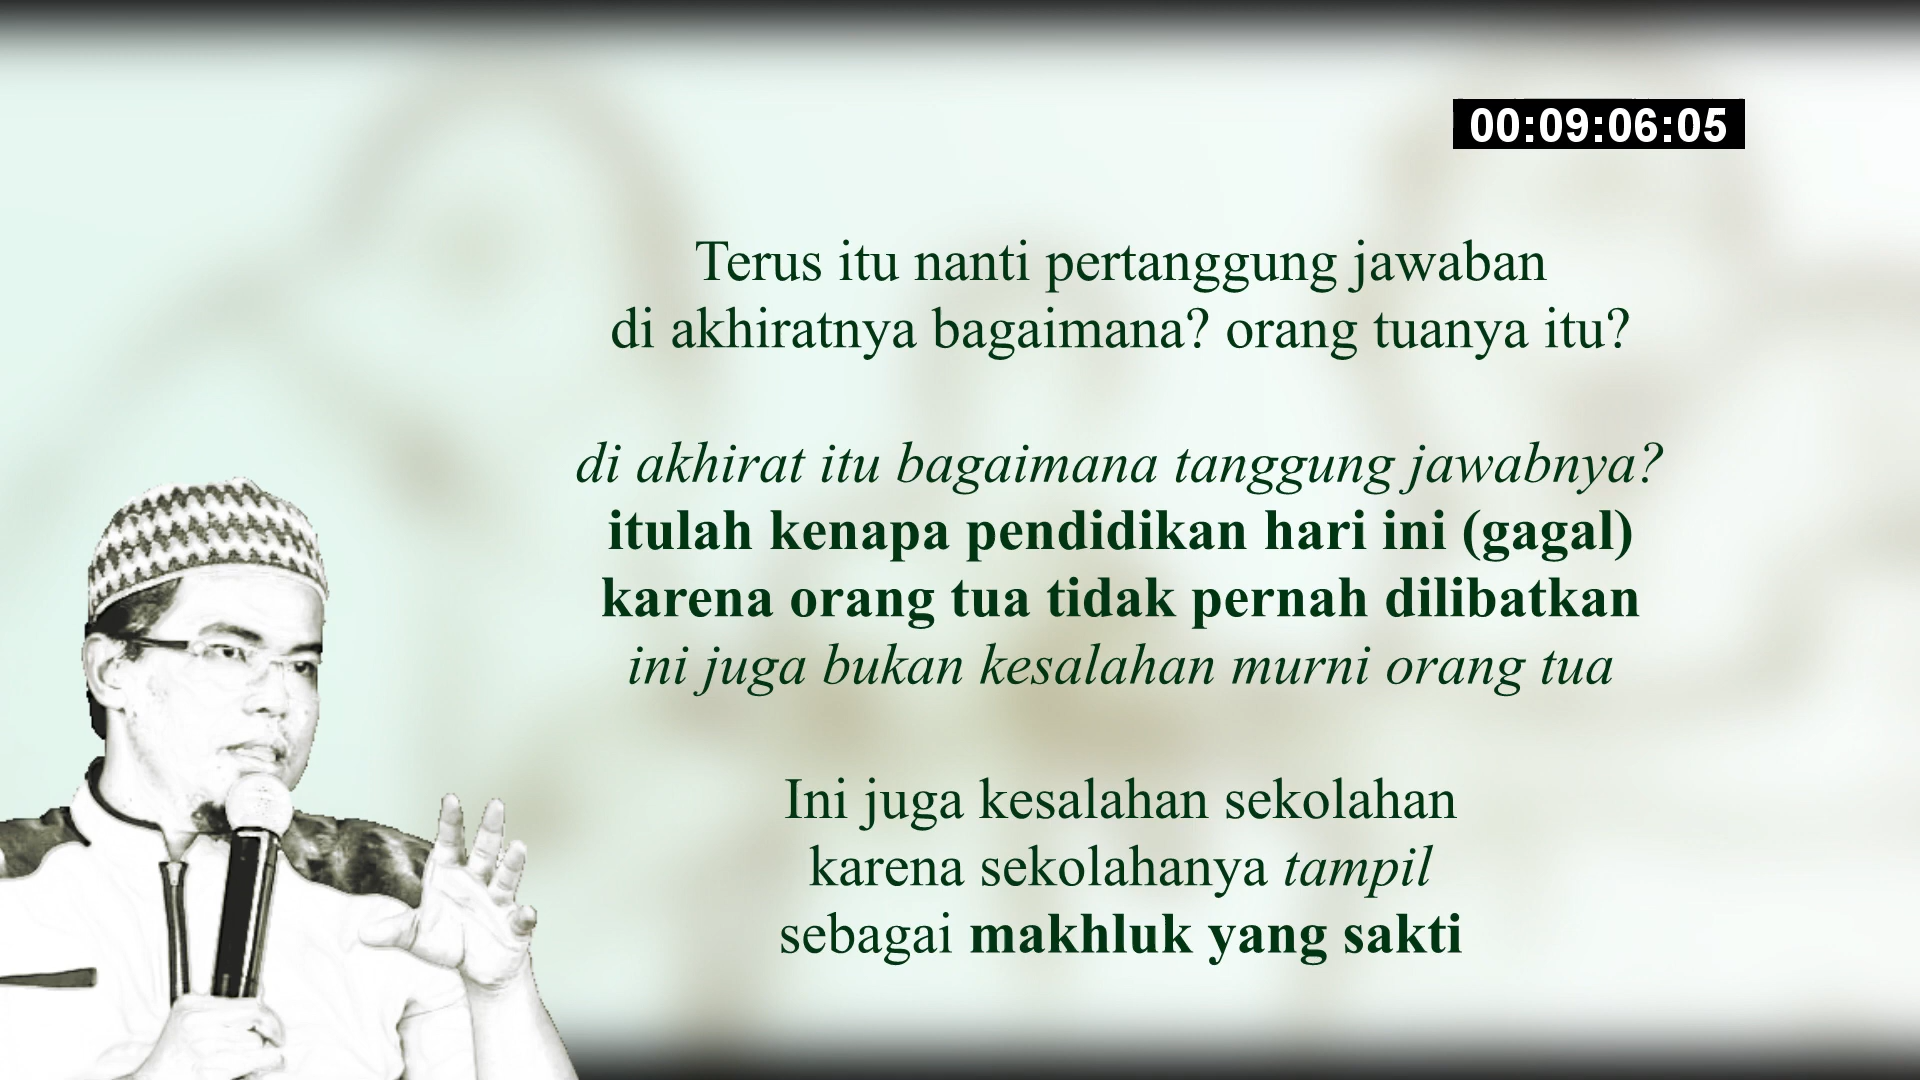 00:09:06:05
Terus itu nanti pertanggung jawaban
di akhiratnya bagaimana? orang tuanya itu?
di akhirat itu bagaimana tanggung jawabnya?
itulah kenapa pendidikan hari ini (gagal)
karena orang tua tidak pernah dilibatkan
ini juga bukan kesalahan murni orang tua
Ini juga kesalahan sekolahan
karena sekolahanya tampil
sebagai makhluk yang sakti